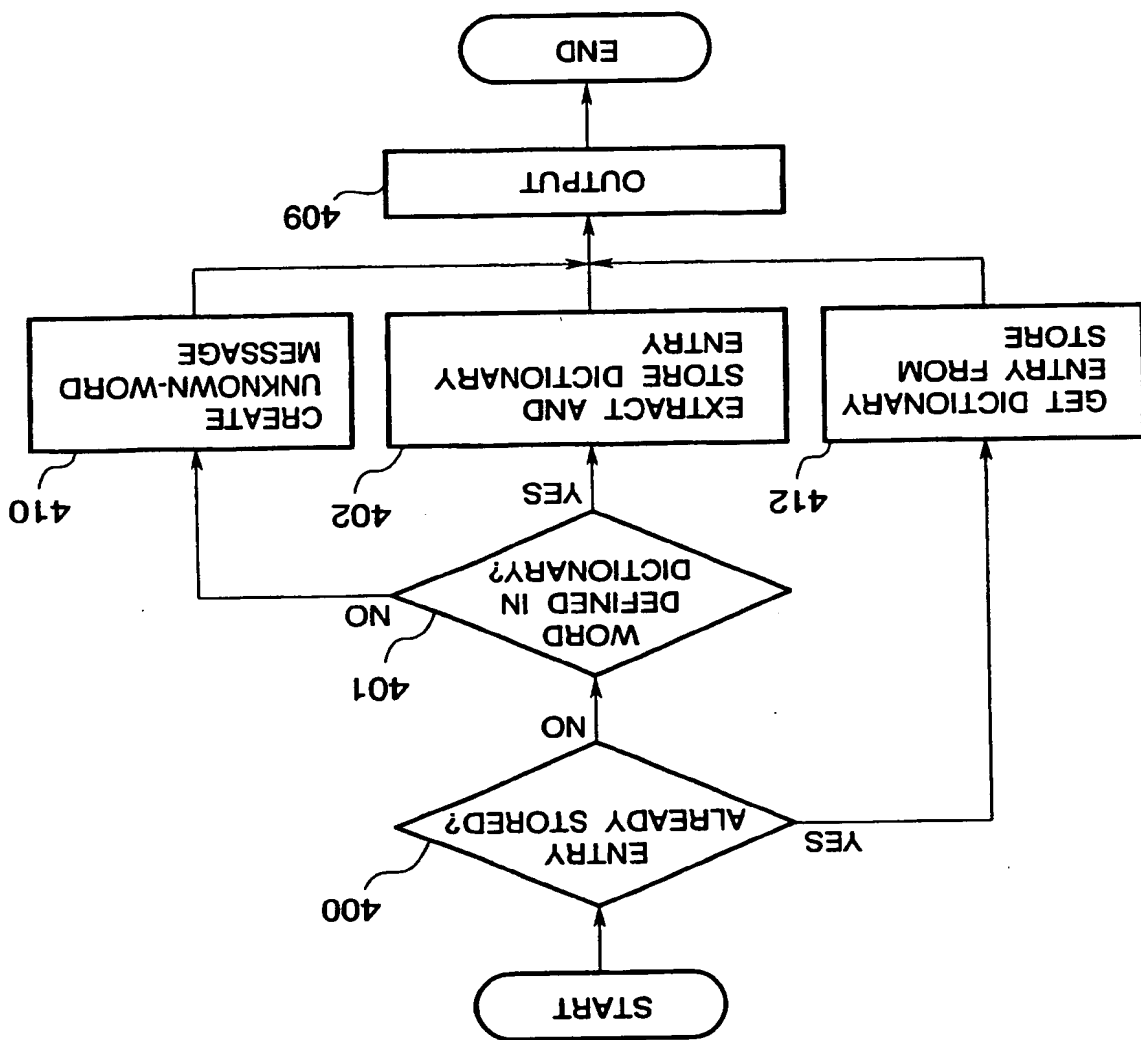 START
400
ENTRY
ALREADY STORED?
YES
NO
401
WORD
DEFINED IN
DICTIONARY?
NO
YES
412
GET DICTIONARY
ENTRY FROM
STORE
402
EXTRACT AND
STORE DICTIONARY
ENTRY
410
CREATE
UNKNOWN-WORD
MESSAGE
409
OUTPUT
END